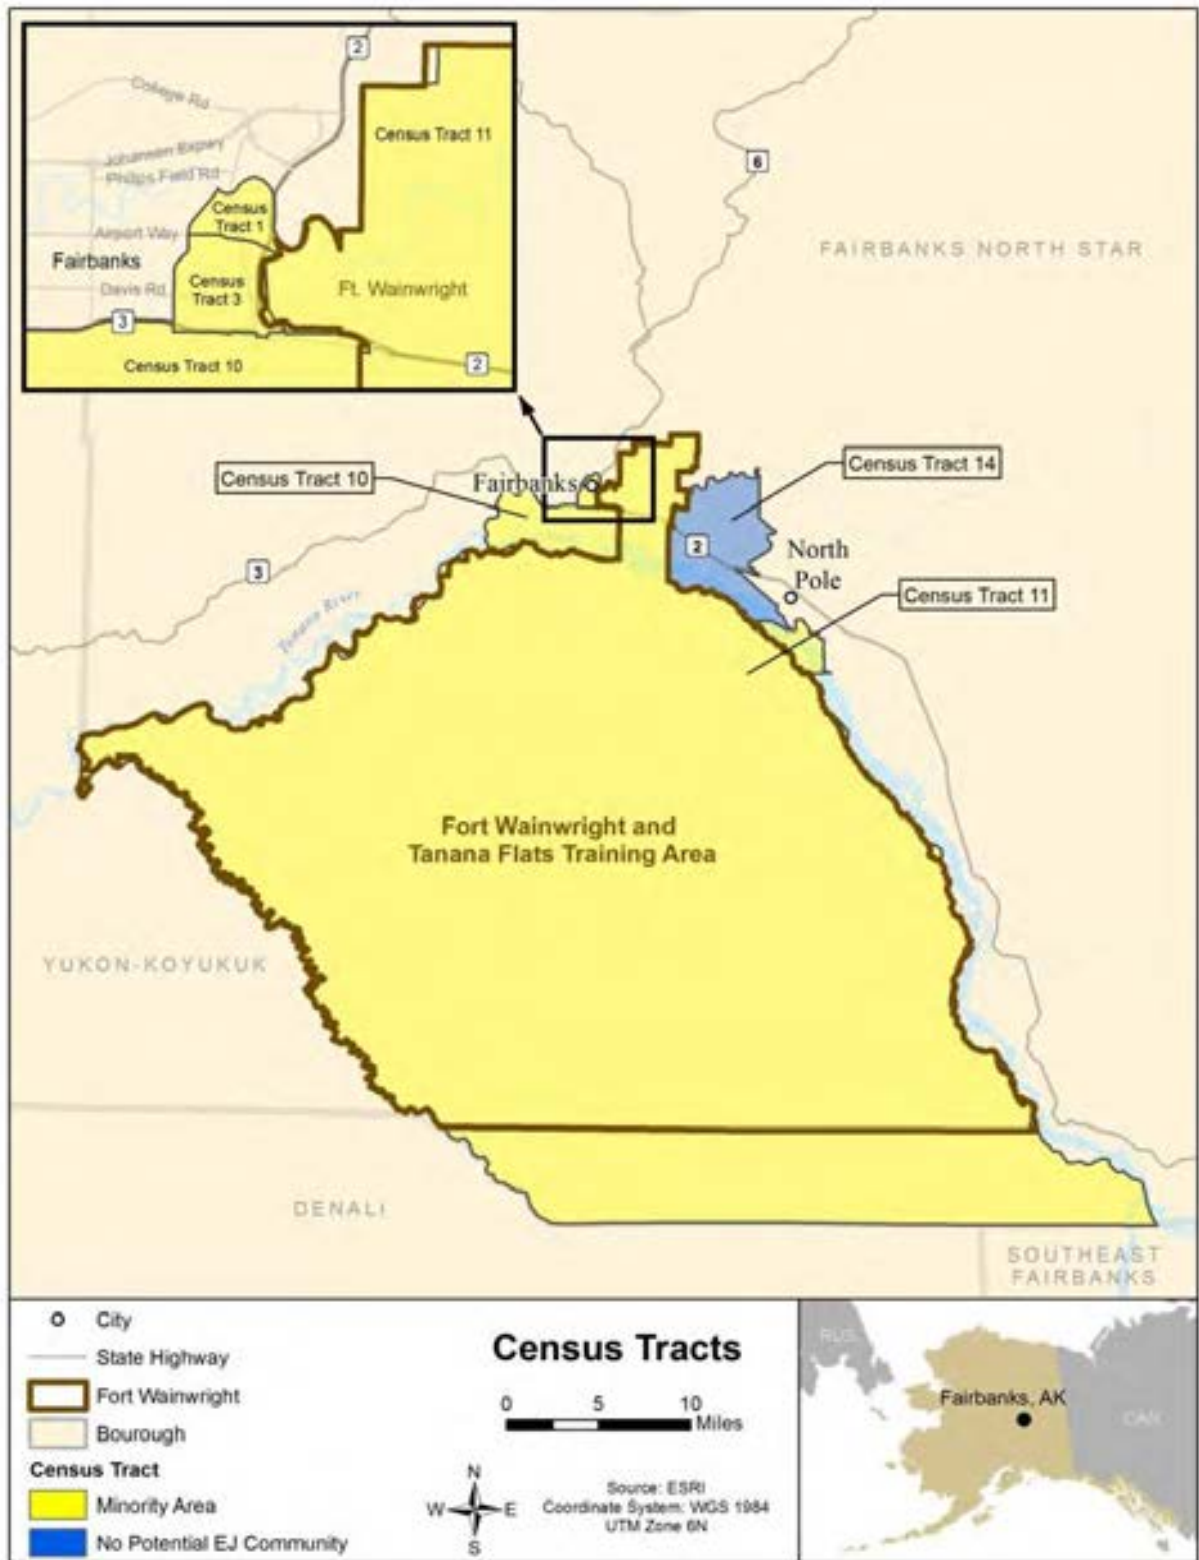 2
College Rd
Census Tract 11
Johansen Expwy
Philips Field Rd
Census
Tract 1
Airport Way
Fairbanks
Census
Tract 3
Ft. Wainwright
Davis Rd
3
Census Tract 10
2
6
FAIRBANKS NORTH STAR
Census Tract 10
Fairbanks
Census Tract 14
2
North
Pole
3
Census Tract 11
Tanana River
Fort Wainwright and
Tanana Flats Training Area
YUKON-KOYUKUK
DENALI
SOUTHEAST
FAIRBANKS
City
State Highway
Fort Wainwright
Bourough
Census Tract
Minority Area
No Potential EJ Community
Census Tracts
0 5 10
Miles
N
W E
S
Source: ESRI
Coordinate System: WGS 1984
UTM Zone 6N
RUS
Fairbanks, AK
CAN